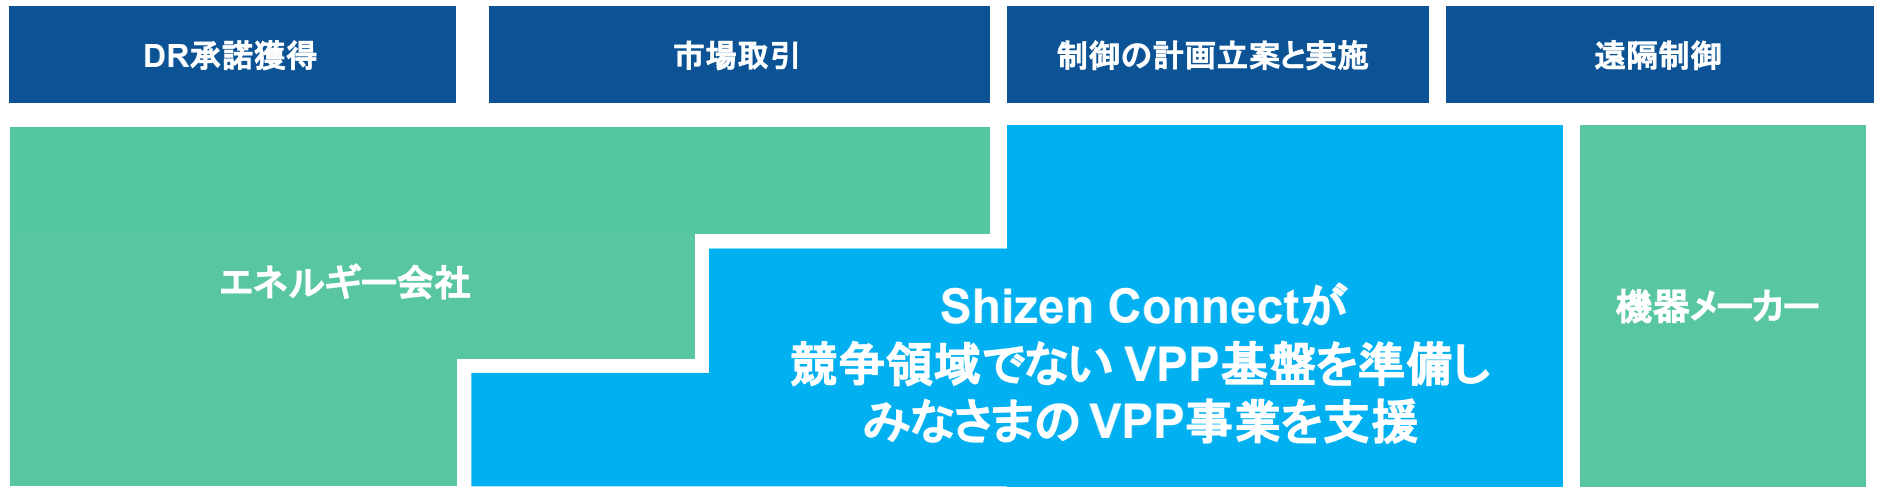 DR承諾獲得
市場取引
制御の計画立案と実施
遠隔制御
エネルギー会社
Shizen Connectが
競争領域でない VPP基盤を準備し
みなさまの VPP事業を支援
機器メーカー